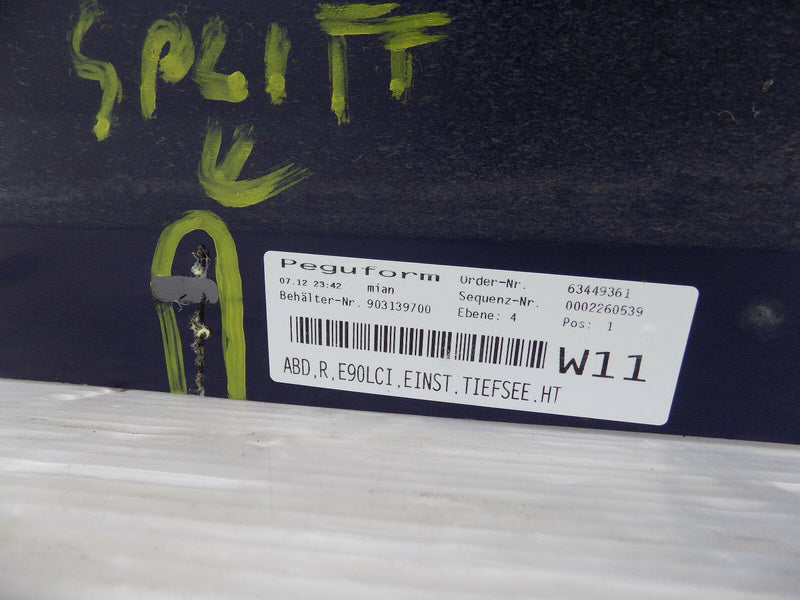 SPLIT
Peguform
07.12 23:42 mian
Behälter-Nr. 903139700
Order-Nr. 63449361
Sequenz-Nr. 0002260539
Ebene: 4 Pos: 1
W11
ABD,R,E90LCI,EINST.TIEFSEE.HT